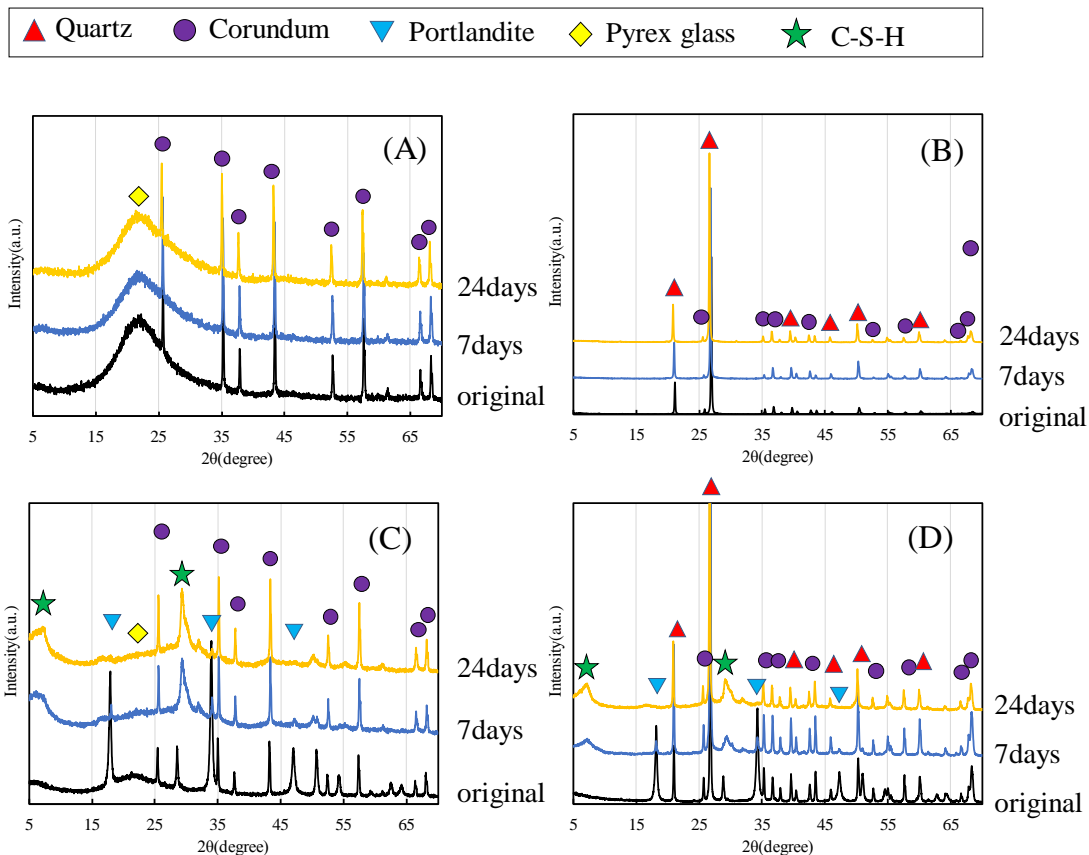 Quartz Corundum Portlandite Pyrex glass C-S-H
(A)
Intensity(a.u.)
24days
7days
original
5 15 25 35 45 55 65
2θ(degree)
(B)
Intensity(a.u.)
24days
7days
original
5 15 25 35 45 55 65
2θ(degree)
(C)
Intensity(a.u.)
24days
7days
original
5 15 25 35 45 55 65
2θ(degree)
(D)
Intensity(a.u.)
24days
7days
original
5 15 25 35 45 55 65
2θ(degree)